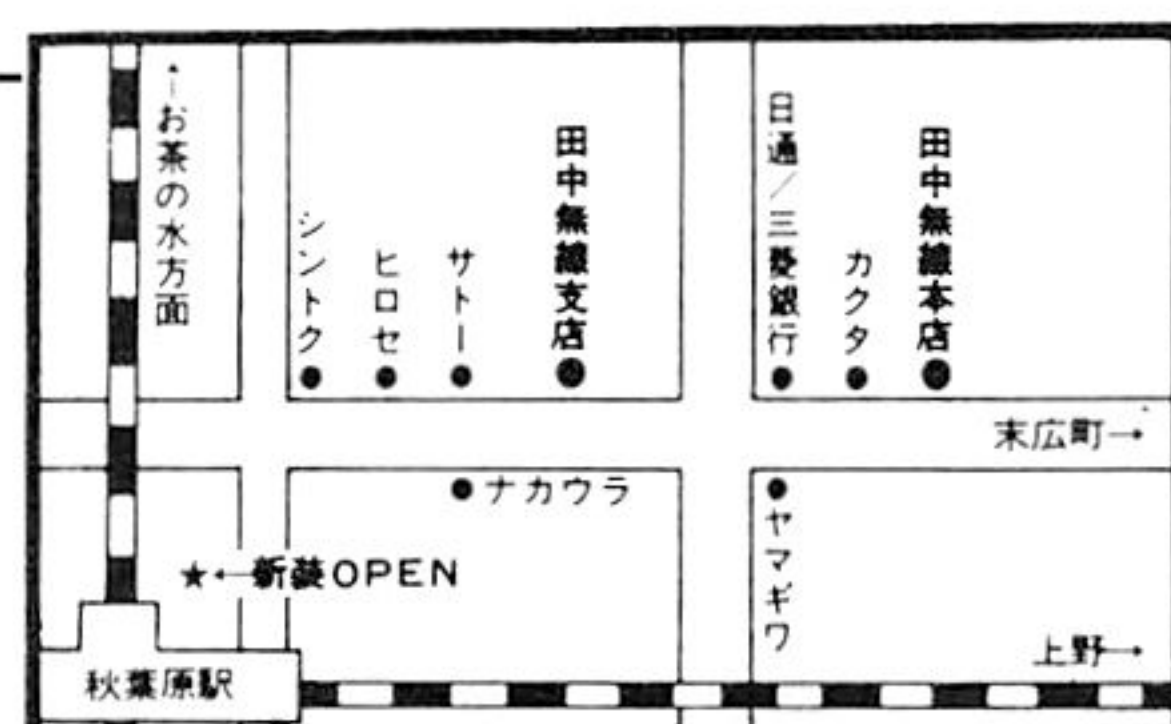 ←お茶の水方面
シントク
ヒロセ
サトー
田中無線支店
日通/三菱銀行
カクタ
田中無線本店
末広町→
ナカウラ
ヤマギワ
★←新装OPEN
上野→
秋葉原駅